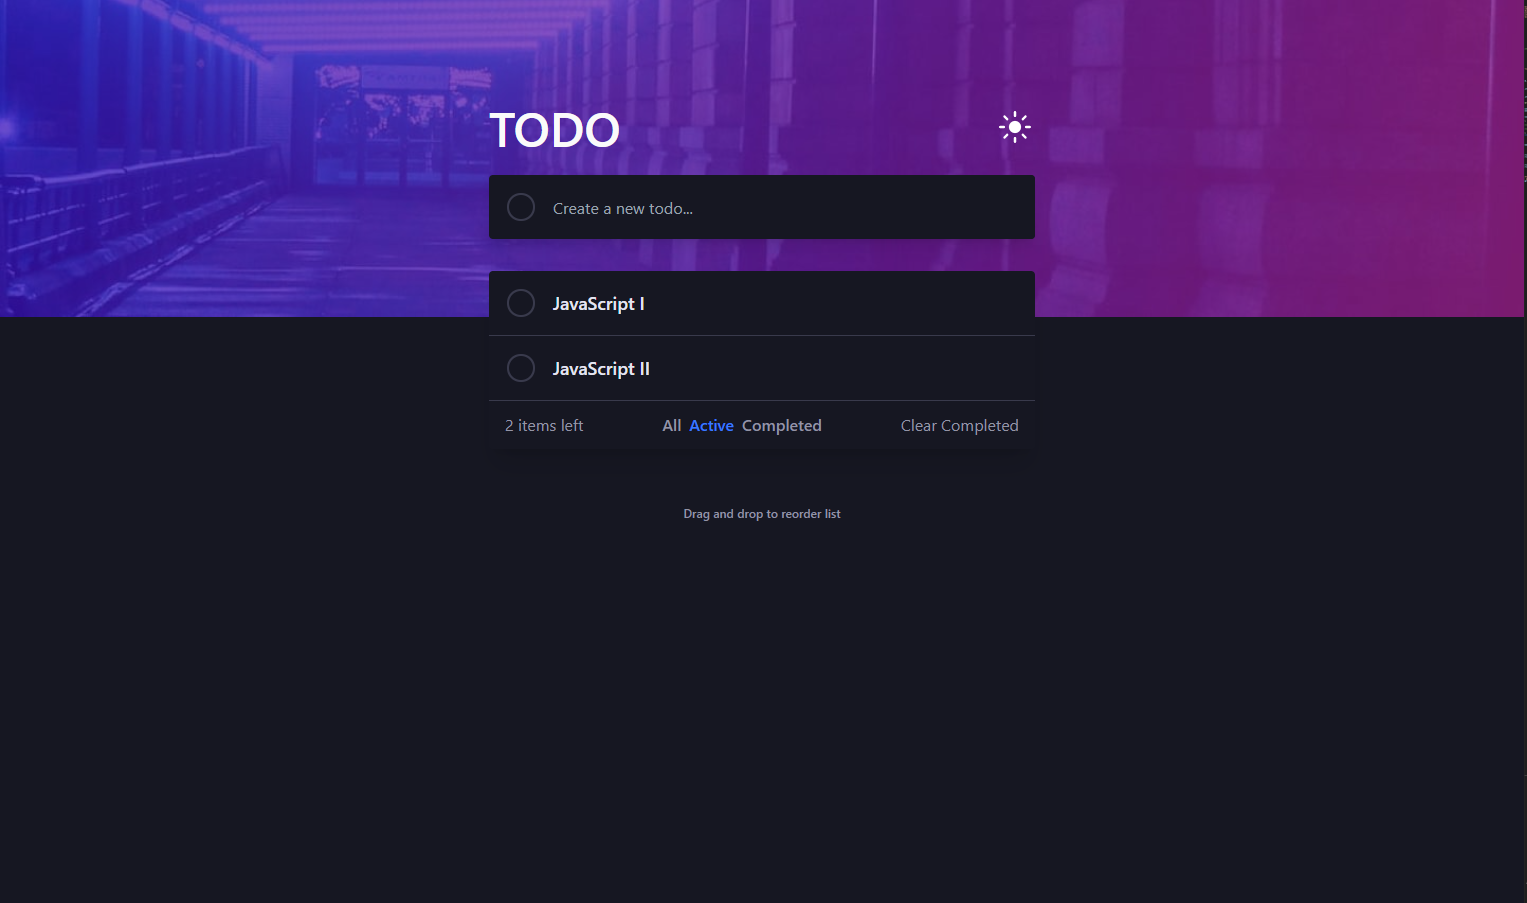 TODO
Create a new todo...
JavaScript I
JavaScript II
2 items left All Active Completed Clear Completed
Drag and drop to reorder list